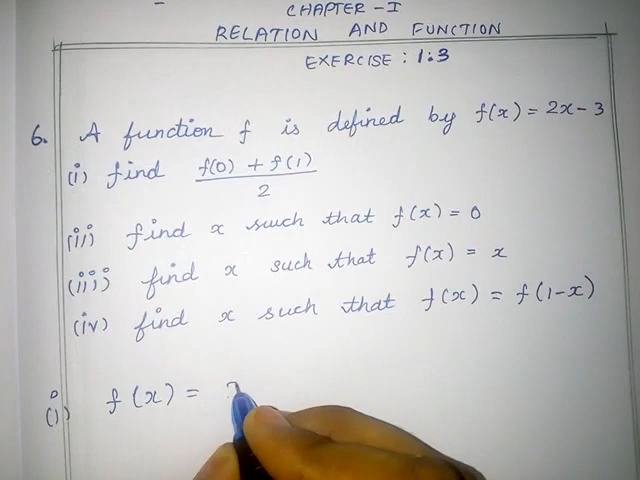 CHAPTER - I
RELATION AND FUNCTION
EXERCISE : 1.3
6. A function f is defined by f(x) = 2x - 3
(i) find f(0) + f(1) / 2
(ii) find x such that f(x) = 0
(iii) find x such that f(x) = x
(iv) find x such that f(x) = f(1-x)
(i) f(x) =